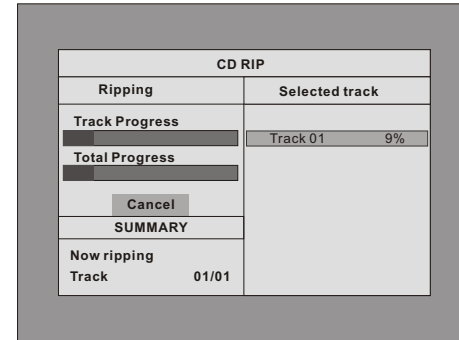 CD RIP
Ripping
Selected track
Track Progress
Track 01 9%
Total Progress
Cancel
SUMMARY
Now ripping
Track 01/01